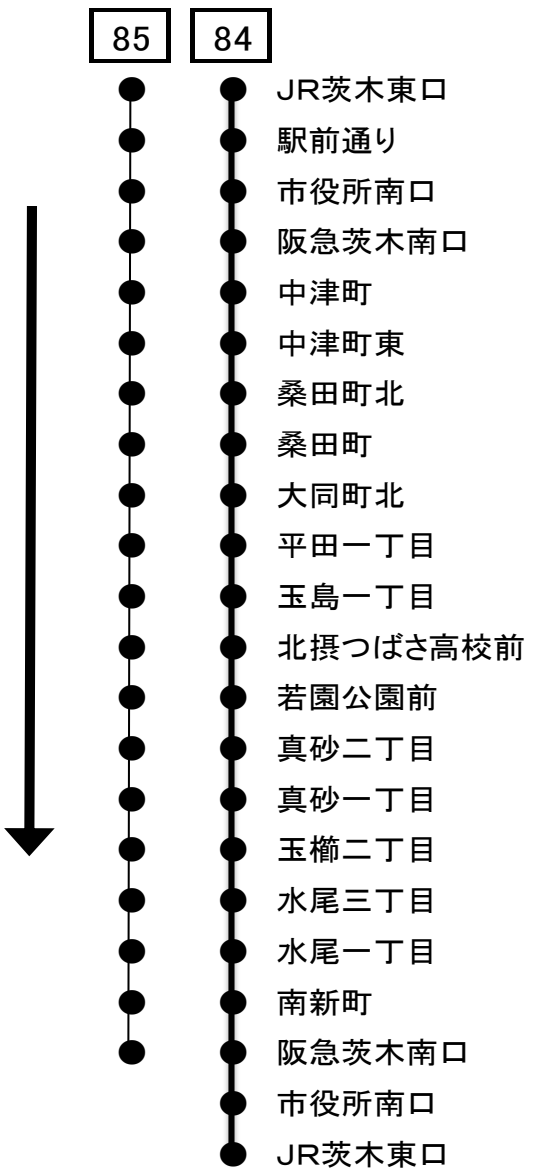 85 84
JR茨木東口
駅前通り
市役所南口
阪急茨木南口
中津町
中津町東
桑田町北
桑田町
大同町北
平田一丁目
玉島一丁目
北摂つばさ高校前
若園公園前
真砂二丁目
真砂一丁目
玉櫛二丁目
水尾三丁目
水尾一丁目
南新町
阪急茨木南口
市役所南口
JR茨木東口